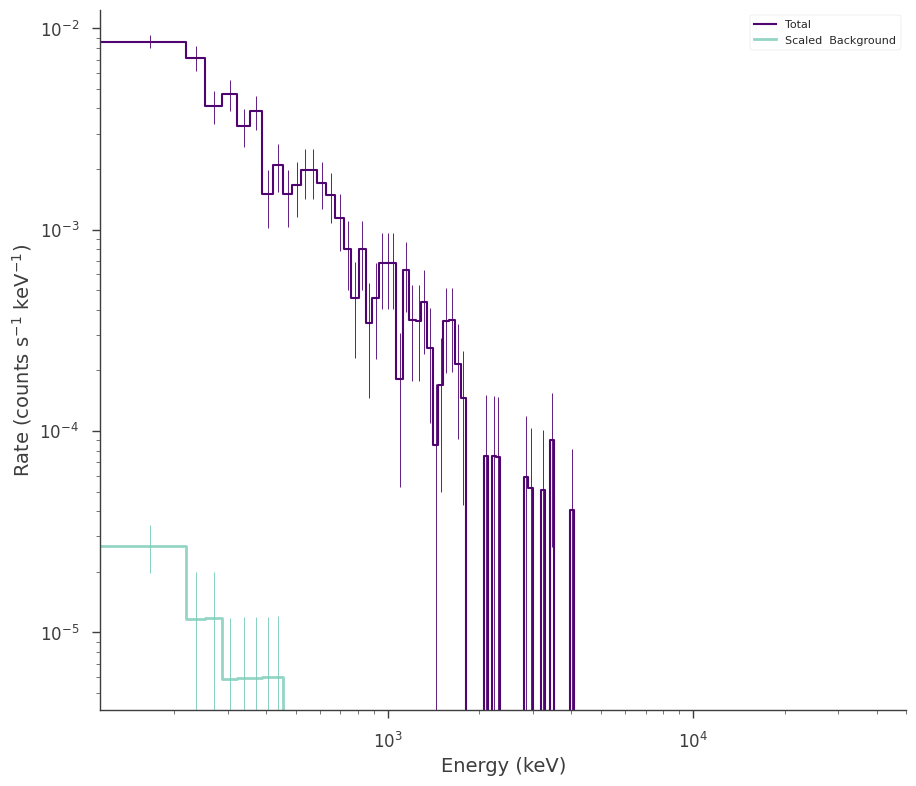 Total
Scaled  Background
10⁻²
10⁻³
10⁻⁴
10⁻⁵
Rate (counts s⁻¹ keV⁻¹)
10³
10⁴
Energy (keV)